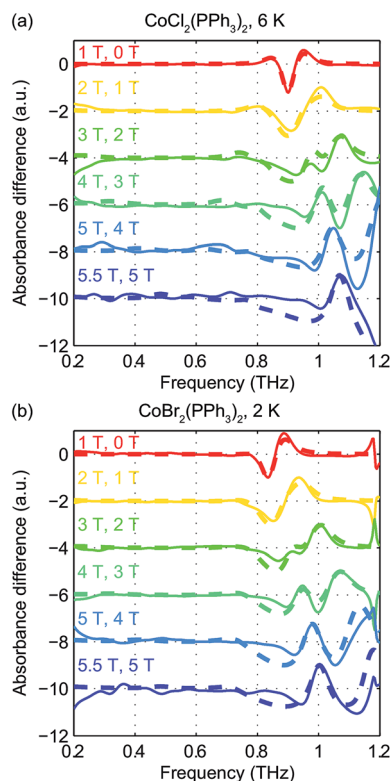 (a) CoCl₂(PPh₃)₂, 6 K
Absorbance difference (a.u.)
0
−2
−4
−6
−8
−10
−12
1 T, 0 T
2 T, 1 T
3 T, 2 T
4 T, 3 T
5 T, 4 T
5.5 T, 5 T
0.2 0.4 0.6 0.8 1 1.2
Frequency (THz)
(b) CoBr₂(PPh₃)₂, 2 K
Absorbance difference (a.u.)
0
−2
−4
−6
−8
−10
−12
1 T, 0 T
2 T, 1 T
3 T, 2 T
4 T, 3 T
5 T, 4 T
5.5 T, 5 T
0.2 0.4 0.6 0.8 1 1.2
Frequency (THz)